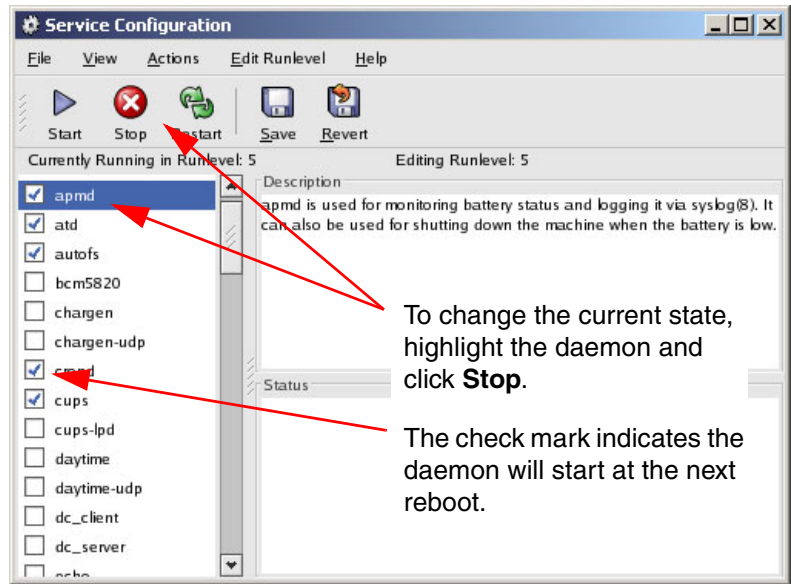 Service Configuration
File View Actions Edit Runlevel Help
Start Stop Restart Save Revert
Currently Running in Runlevel: 5 Editing Runlevel: 5
Description
apmd is used for monitoring battery status and logging it via syslog(8). It
can also be used for shutting down the machine when the battery is low.
apmd
atd
autofs
bcm5820
chargen
chargen-udp
crond
cups
cups-lpd
daytime
daytime-udp
dc_client
dc_server
echo
To change the current state,
highlight the daemon and
click Stop.
Status
The check mark indicates the
daemon will start at the next
reboot.